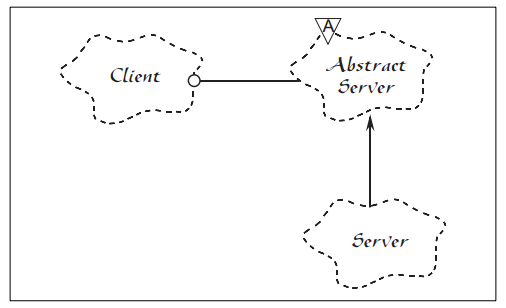 A
Client
Abstract
Server
Server